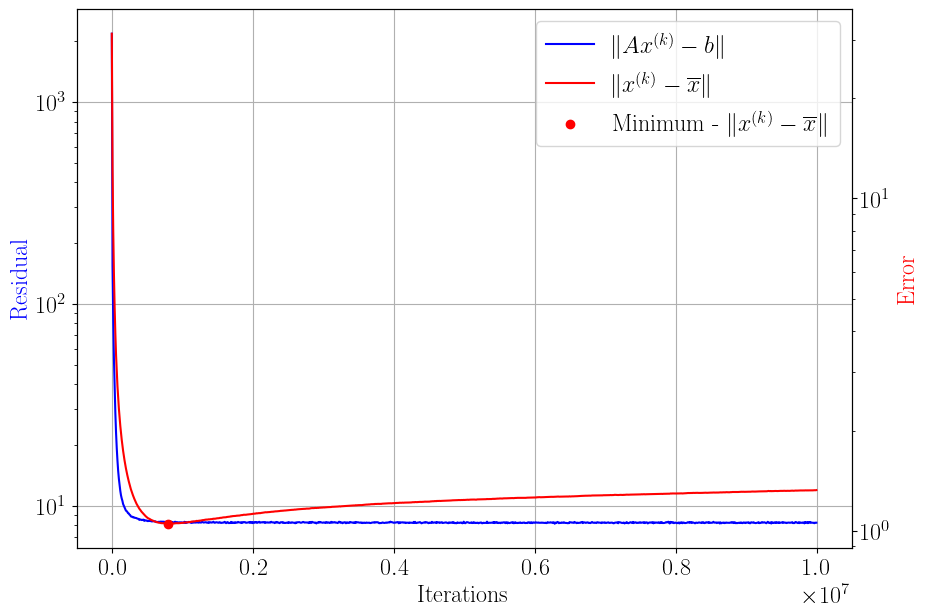 ‖Ax^{(k)} − b‖
‖x^{(k)} − x̅‖
Minimum - ‖x^{(k)} − x̅‖
10^3
10^2
10^1
Residual
10^1
10^0
Error
0.0 0.2 0.4 0.6 0.8 1.0
×10^7
Iterations